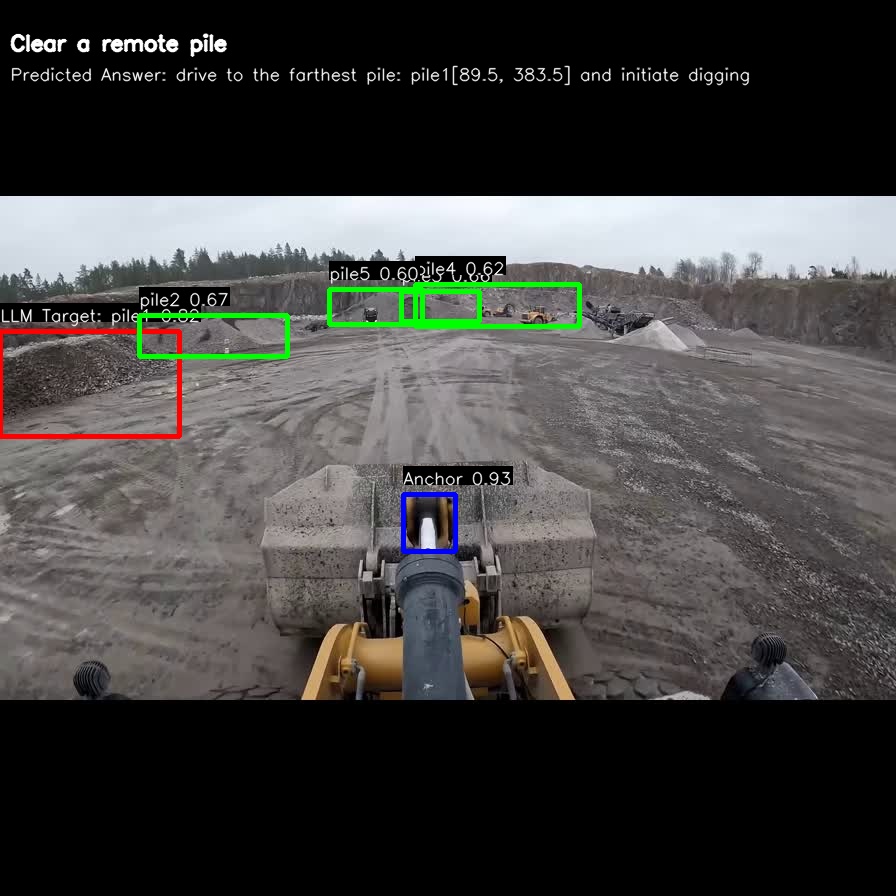 Clear a remote pile
Predicted Answer: drive to the farthest pile: pile1[89.5, 383.5] and initiate digging
pile4 0.62
pile5 0.60
pile2 0.67
LLM Target: pile1 0.82
Anchor 0.93